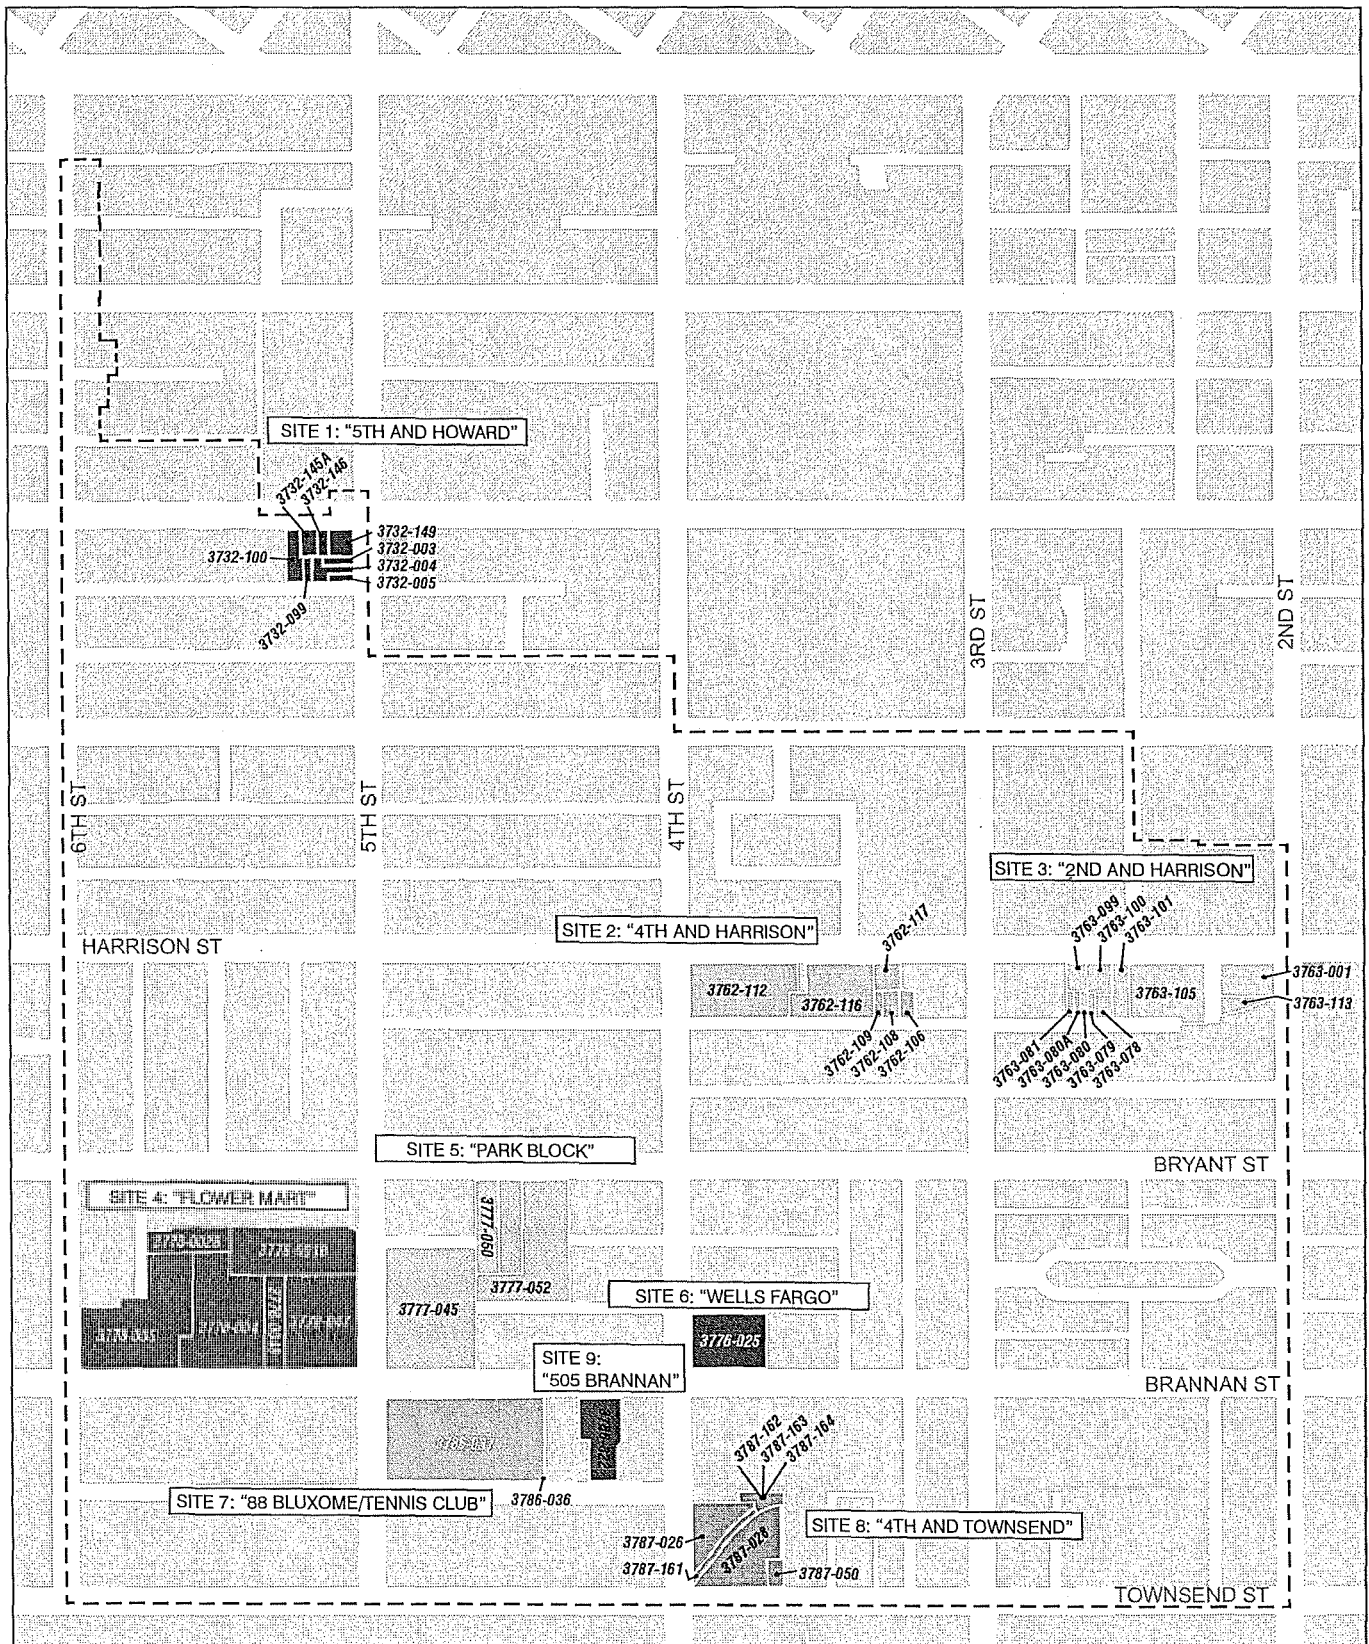 SITE 1: "5TH AND HOWARD"
3732-145A
3732-146
3732-149
3732-100
3732-003
3732-004
3732-005
3732-099
3RD ST
2ND ST
6TH ST
5TH ST
4TH ST
SITE 3: "2ND AND HARRISON"
3763-099
3763-100
3763-101
SITE 2: "4TH AND HARRISON"
3762-117
HARRISON ST
3762-112
3762-116
3763-105
3763-001
3763-113
3762-109
3762-108
3762-106
3763-081
3763-080A
3763-080
3763-079
3763-078
SITE 5: "PARK BLOCK"
BRYANT ST
SITE 4: "FLOWER MART"
3777-050
3777-052
3777-045
SITE 6: "WELLS FARGO"
3776-025
SITE 9:
"505 BRANNAN"
BRANNAN ST
3787-162
3787-163
3787-164
SITE 7: "88 BLUXOME/TENNIS CLUB"
3786-036
SITE 8: "4TH AND TOWNSEND"
3787-026
3787-028
3787-161
3787-050
TOWNSEND ST